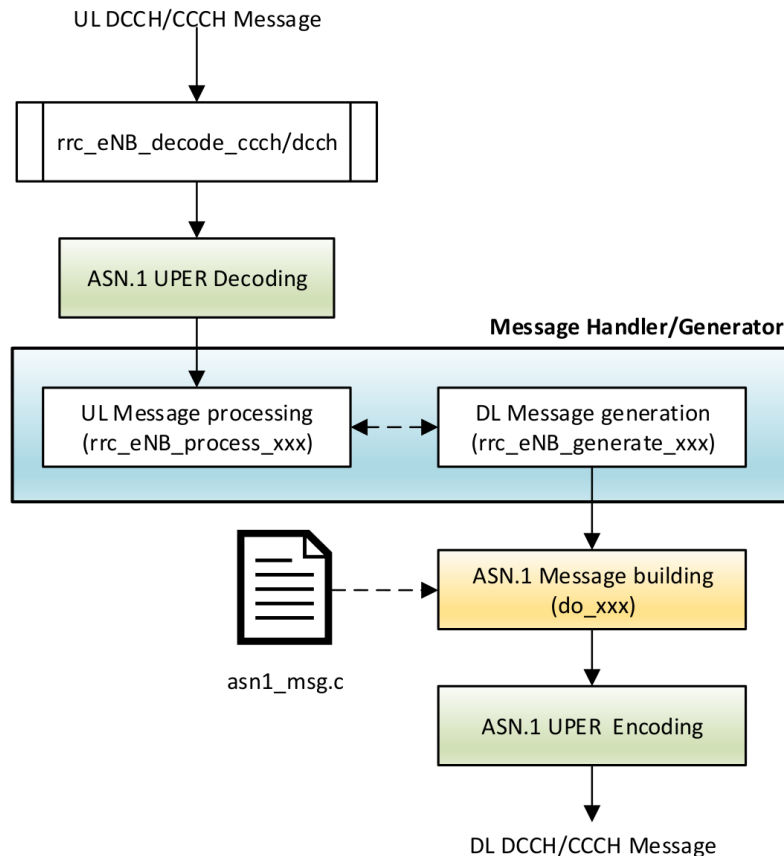 UL DCCH/CCCH Message
rrc_eNB_decode_ccch/dcch
ASN.1 UPER Decoding
Message Handler/Generator
UL Message processing
(rrc_eNB_process_xxx)
DL Message generation
(rrc_eNB_generate_xxx)
ASN.1 Message building
(do_xxx)
asn1_msg.c
ASN.1 UPER  Encoding
DL DCCH/CCCH Message